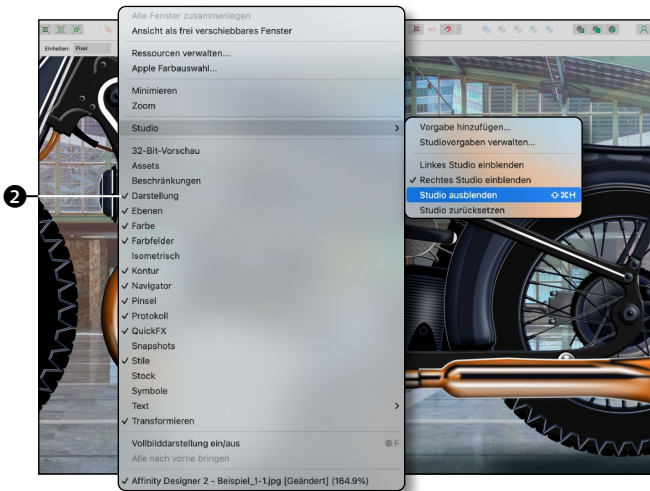 Alle Fenster zusammenlegen
Ansicht als frei verschiebbares Fenster
Einheiten: Pixel
Ressourcen verwalten...
Apple Farbauswahl...
Minimieren
Zoom
Studio
Vorgabe hinzufügen...
Studiovorgaben verwalten...
Linkes Studio einblenden
✓ Rechtes Studio einblenden
Studio ausblenden ⇧⌘H
Studio zurücksetzen
32-Bit-Vorschau
Assets
Beschränkungen
2
✓ Darstellung
✓ Ebenen
✓ Farbe
✓ Farbfelder
Isometrisch
✓ Kontur
✓ Navigator
✓ Pinsel
✓ Protokoll
✓ QuickFX
Snapshots
✓ Stile
Stock
Symbole
Text
✓ Transformieren
Vollbilddarstellung ein/aus 🌐F
Alle nach vorne bringen
✓ Affinity Designer 2 - Beispiel_1-1.jpg [Geändert] (164.9%)